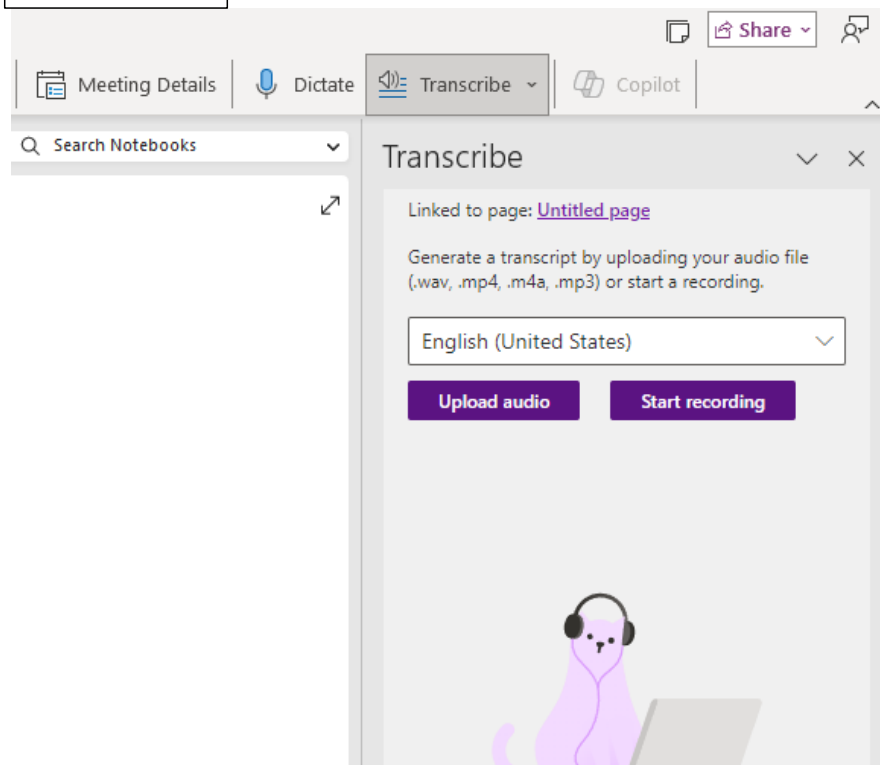 Share
Meeting Details
Dictate
Transcribe
Copilot
Search Notebooks
Transcribe
Linked to page: Untitled page
Generate a transcript by uploading your audio file
(.wav, .mp4, .m4a, .mp3) or start a recording.
English (United States)
Upload audio
Start recording